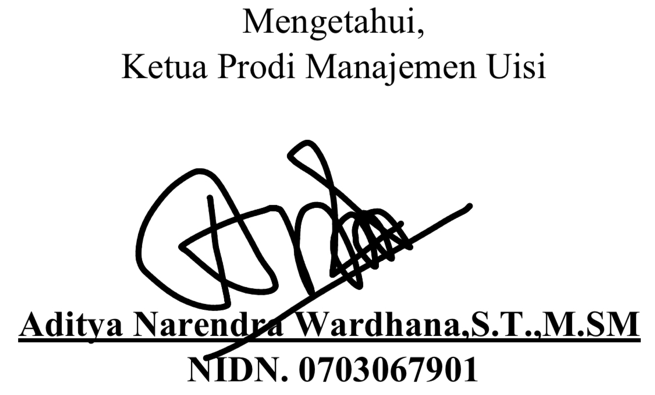 Mengetahui,
Ketua Prodi Manajemen Uisi
Aditya Narendra Wardhana,S.T.,M.SM
NIDN. 0703067901